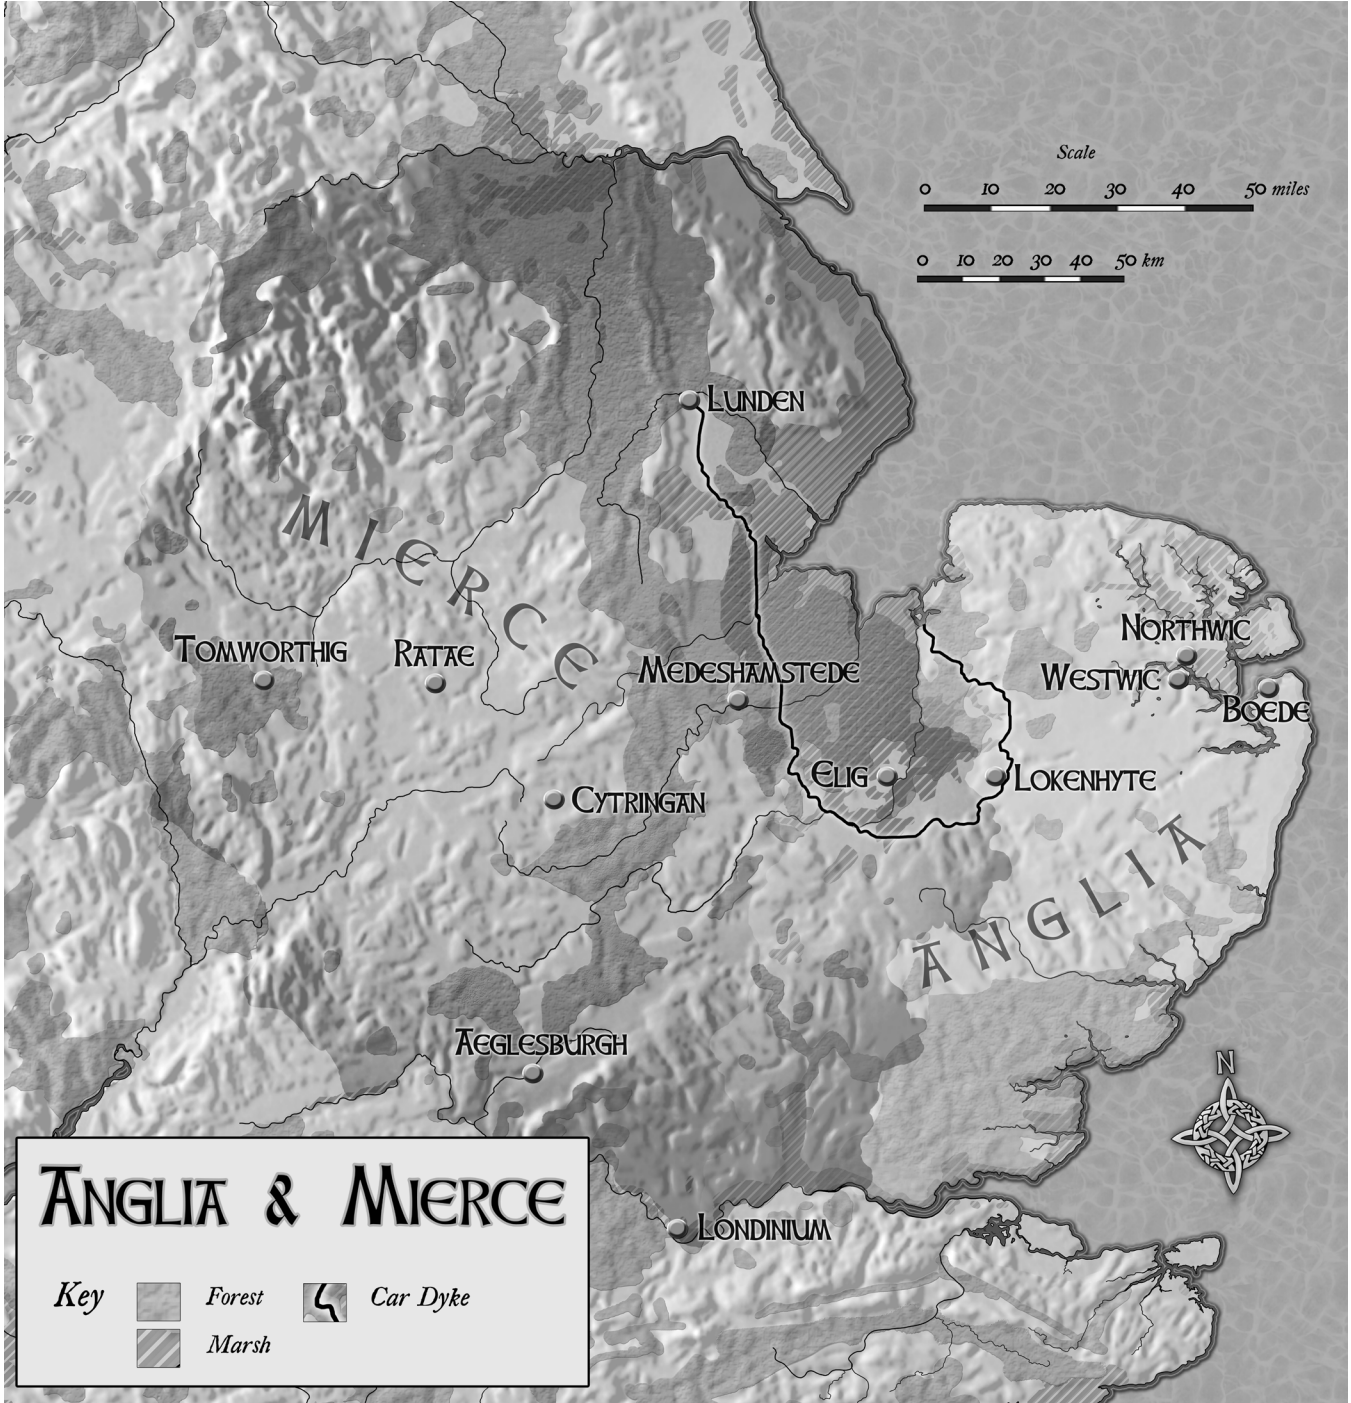 Scale
0 10 20 30 40 50 miles
0 10 20 30 40 50 km
LUNDEN
MIERCE
NORTHWIC
TOMWORTHIG
RATAE
MEDESHAMSTEDE
WESTWIC
BOEDE
ELIG
LOKENHYTE
CYTRINGAN
ANGLIA
AEGLESBURGH
N
ANGLIA & MIERCE
LONDINIUM
Key
Forest
Car Dyke
Marsh